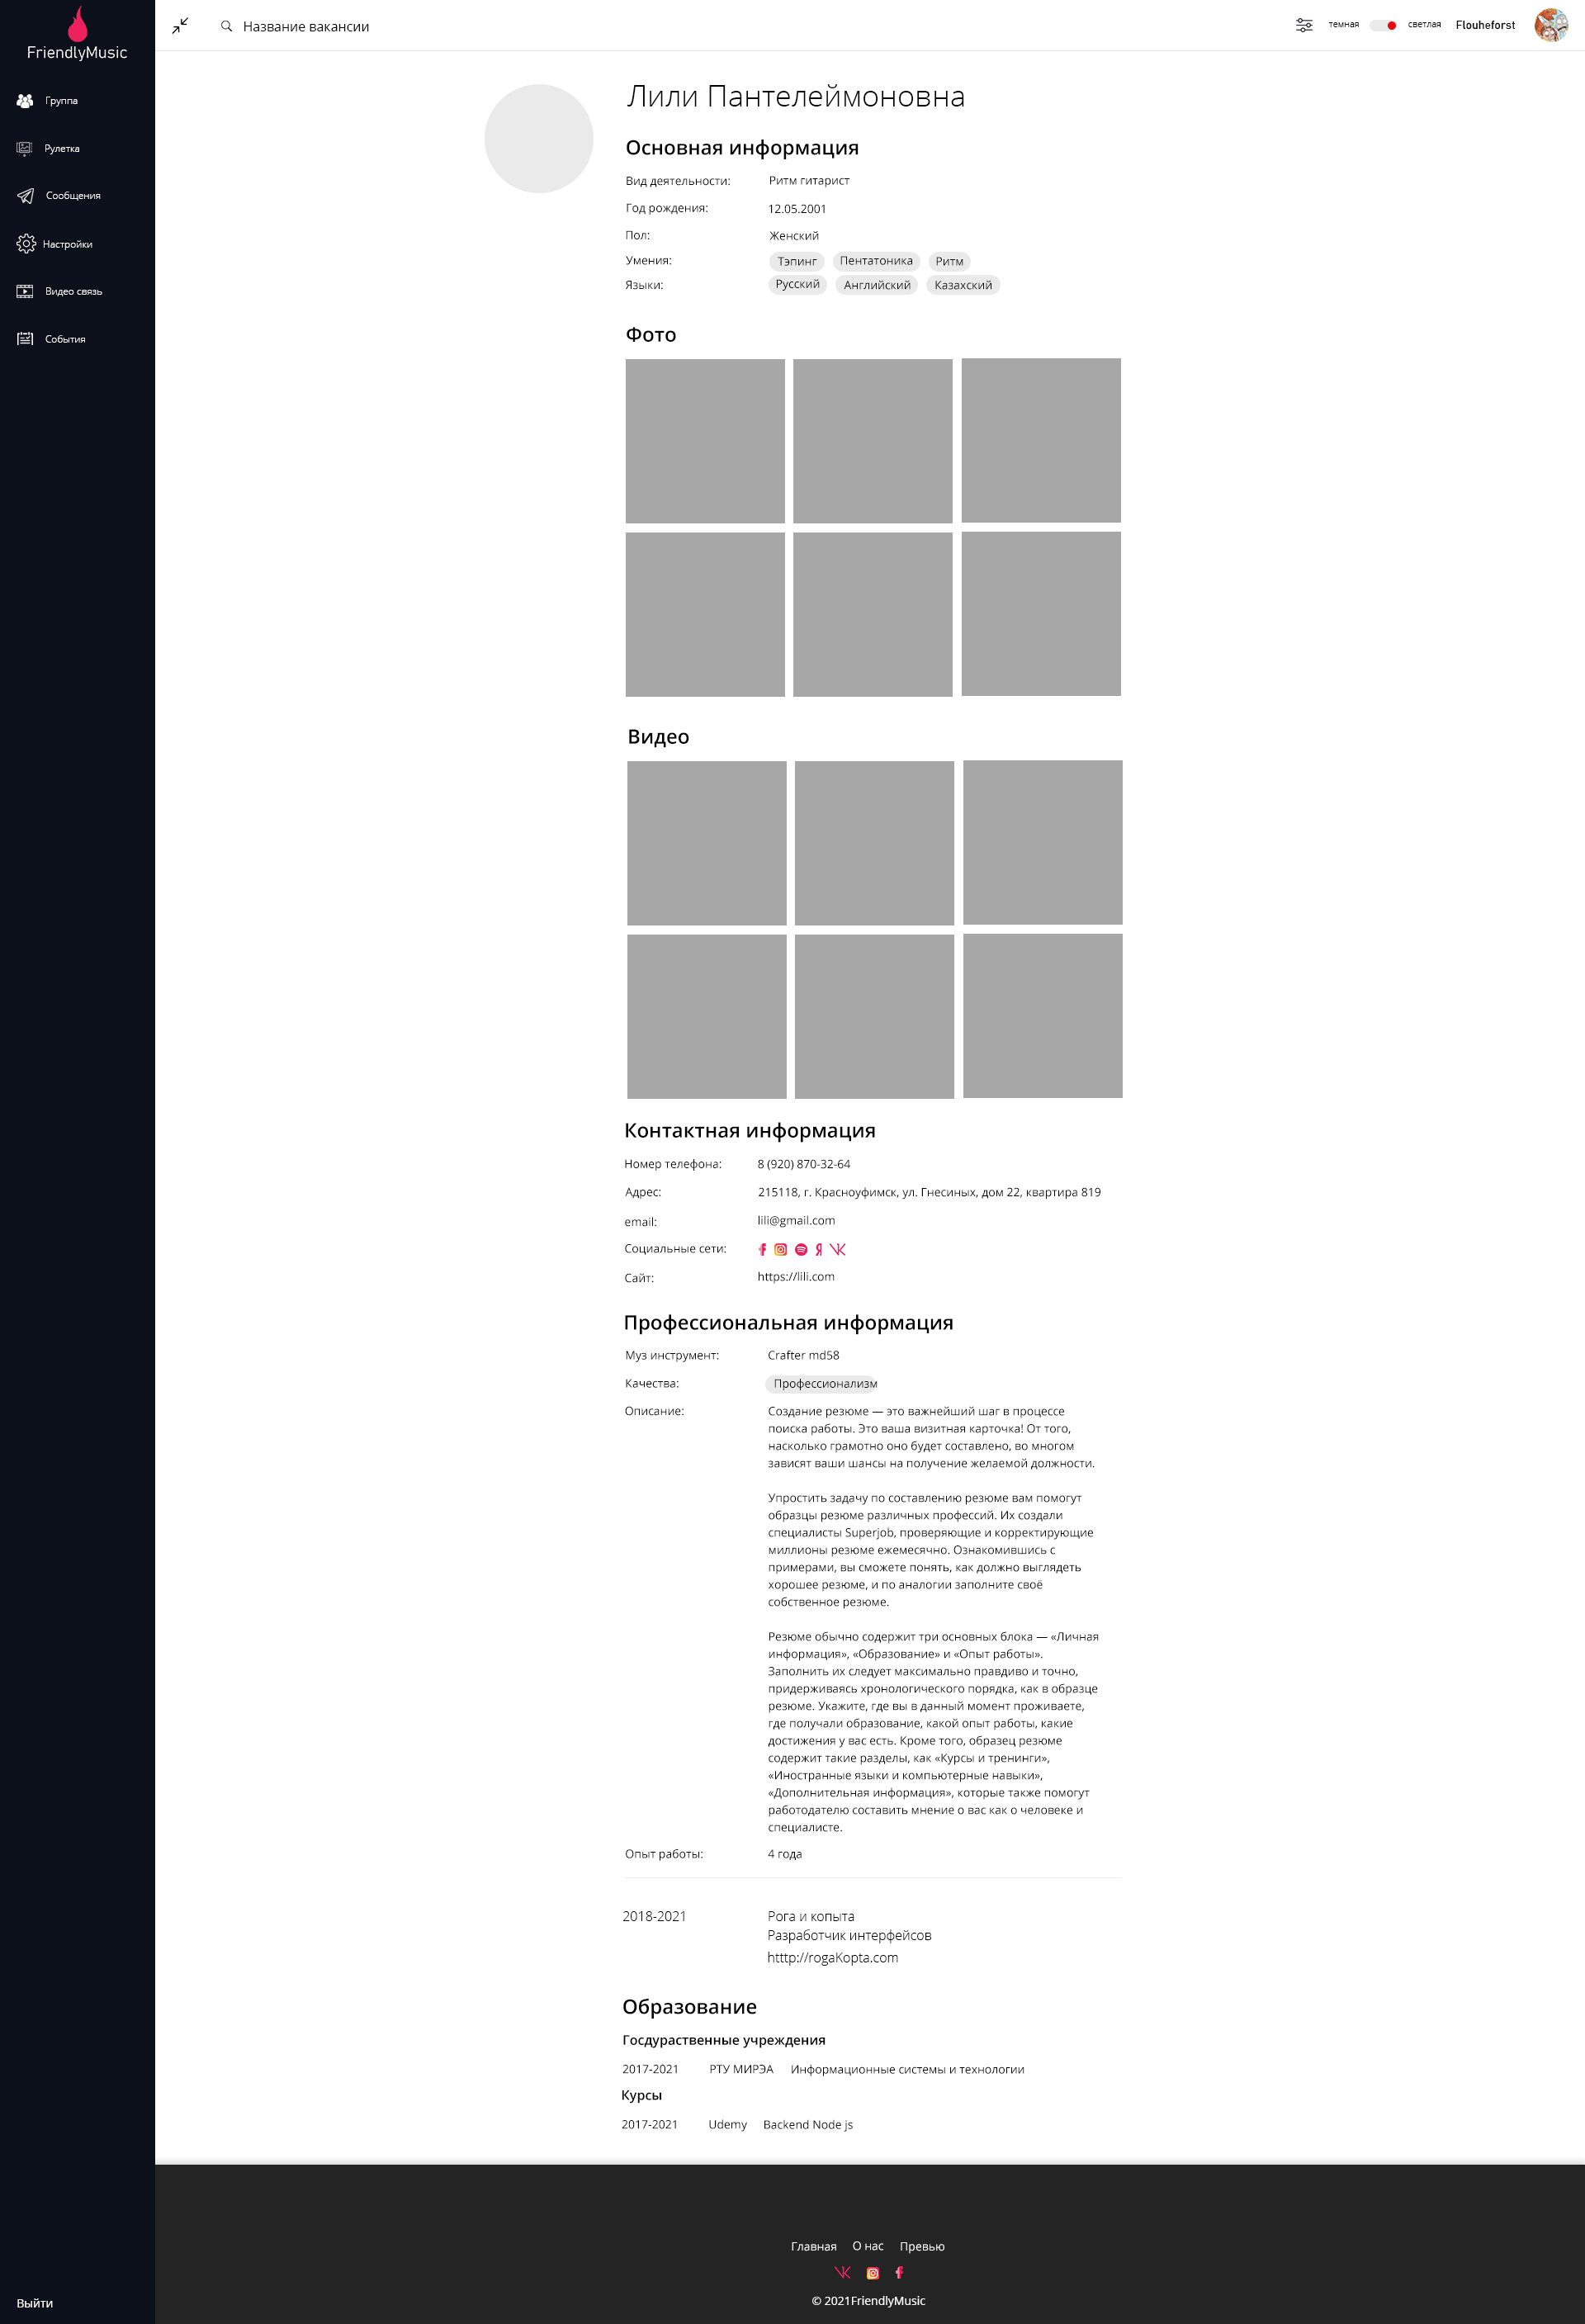 FriendlyMusic
Группа
Рулетка
Сообщения
Настройки
Видео связь
События
Выйти
Название вакансии
темная
светлая
Flouheforst
Лили Пантелеймоновна
Основная информация
Вид деятельности: Ритм гитарист
Год рождения: 12.05.2001
Пол: Женский
Умения: Тэпинг Пентатоника Ритм
Языки: Русский Английский Казахский
Фото
Видео
Контактная информация
Номер телефона: 8 (920) 870-32-64
Адрес: 215118, г. Красноуфимск, ул. Гнесиных, дом 22, квартира 819
email: lili@gmail.com
Социальные сети:
Сайт: https://lili.com
Профессиональная информация
Муз инструмент: Crafter md58
Качества: Профессионализм
Описание: Создание резюме — это важнейший шаг в процессе
поиска работы. Это ваша визитная карточка! От того,
насколько грамотно оно будет составлено, во многом
зависят ваши шансы на получение желаемой должности.
Упростить задачу по составлению резюме вам помогут
образцы резюме различных профессий. Их создали
специалисты Superjob, проверяющие и корректирующие
миллионы резюме ежемесячно. Ознакомившись с
примерами, вы сможете понять, как должно выглядеть
хорошее резюме, и по аналогии заполните своё
собственное резюме.
Резюме обычно содержит три основных блока — «Личная
информация», «Образование» и «Опыт работы».
Заполнить их следует максимально правдиво и точно,
придерживаясь хронологического порядка, как в образце
резюме. Укажите, где вы в данный момент проживаете,
где получали образование, какой опыт работы, какие
достижения у вас есть. Кроме того, образец резюме
содержит такие разделы, как «Курсы и тренинги»,
«Иностранные языки и компьютерные навыки»,
«Дополнительная информация», которые также помогут
работодателю составить мнение о вас как о человеке и
специалисте.
Опыт работы: 4 года
2018-2021 Рога и копыта
Разработчик интерфейсов
htttp://rogaKopta.com
Образование
Госдураственные учреждения
2017-2021 РТУ МИРЭА Информационные системы и технологии
Курсы
2017-2021 Udemy Backend Node js
Главная О нас Превью
© 2021FriendlyMusic